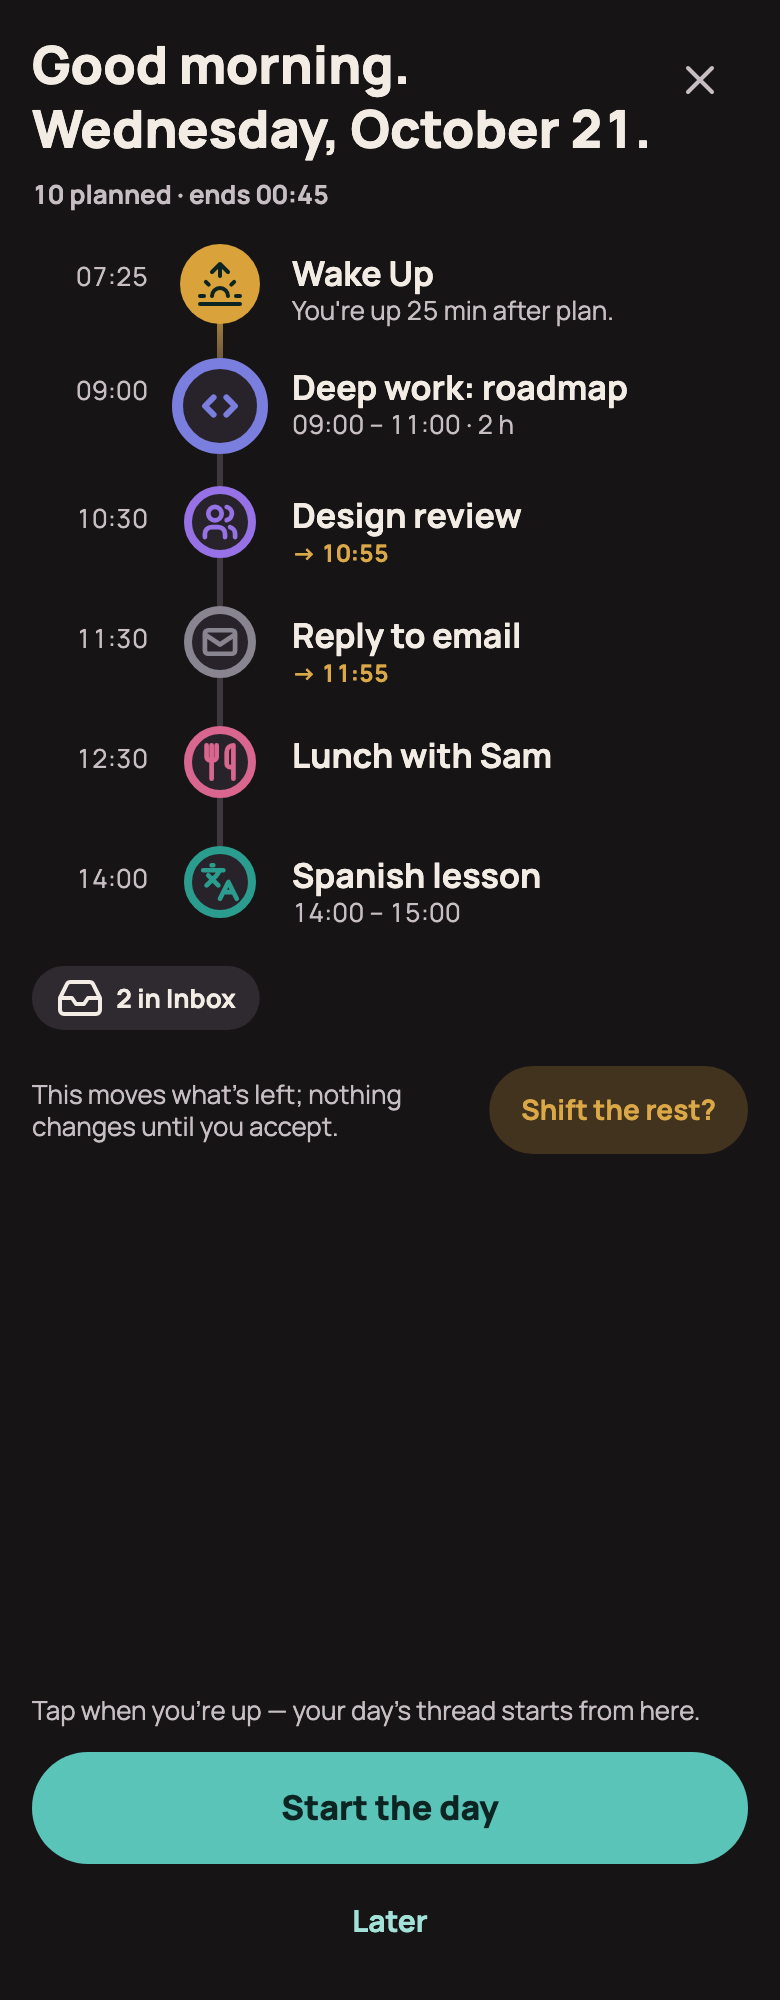 Good morning.
Wednesday, October 21.
10 planned · ends 00:45
07:25
Wake Up
You're up 25 min after plan.
09:00
Deep work: roadmap
09:00 – 11:00 · 2 h
10:30
Design review
→ 10:55
11:30
Reply to email
→ 11:55
12:30
Lunch with Sam
14:00
Spanish lesson
14:00 – 15:00
2 in Inbox
This moves what’s left; nothing
changes until you accept.
Shift the rest?
Tap when you’re up — your day’s thread starts from here.
Start the day
Later